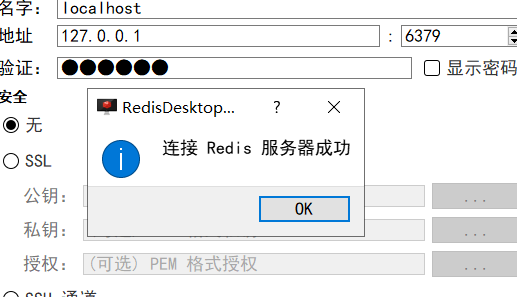 名字: localhost
地址 127.0.0.1 : 6379
验证: ●●●●●● 显示密码
安全
RedisDesktop... ?
无
连接 Redis 服务器成功
SSL
OK
公钥: ...
私钥: ...
授权: (可选) PEM 格式授权 ...
SSH 通道